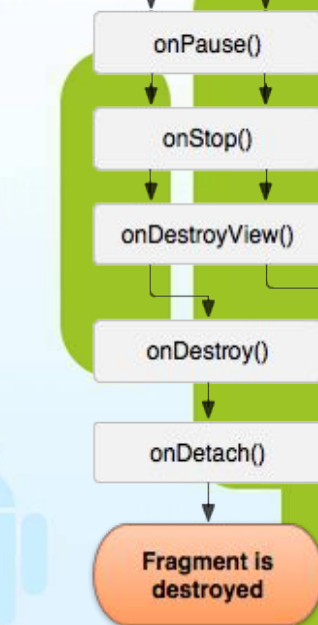 onPause()
onStop()
onDestroyView()
onDestroy()
onDetach()
Fragment is
destroyed